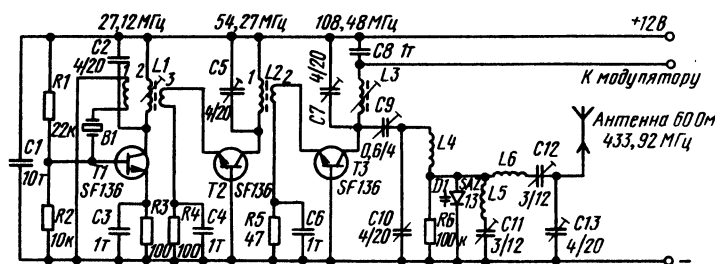 27,12 МГц 54,27 МГц 108,48 МГц
+12В
C2
4/20
L1
2
3
C5
4/20
1
L2
2
4/20
C7
C8 1т
L3
К модулятору
R1
22к
B1
C9
0,6/4
L4
Антенна 60 Ом
433,92 МГц
C1
10т
T1
SF136
T2
SF136
T3
SF136
L6
C12
3/12
D1
SAZ
13
L5
R2
10к
C3
1т
R3
100
R4
100
C4
1т
R5
47
C6
1т
C10
4/20
R6
100к
C11
3/12
C13
4/20
−